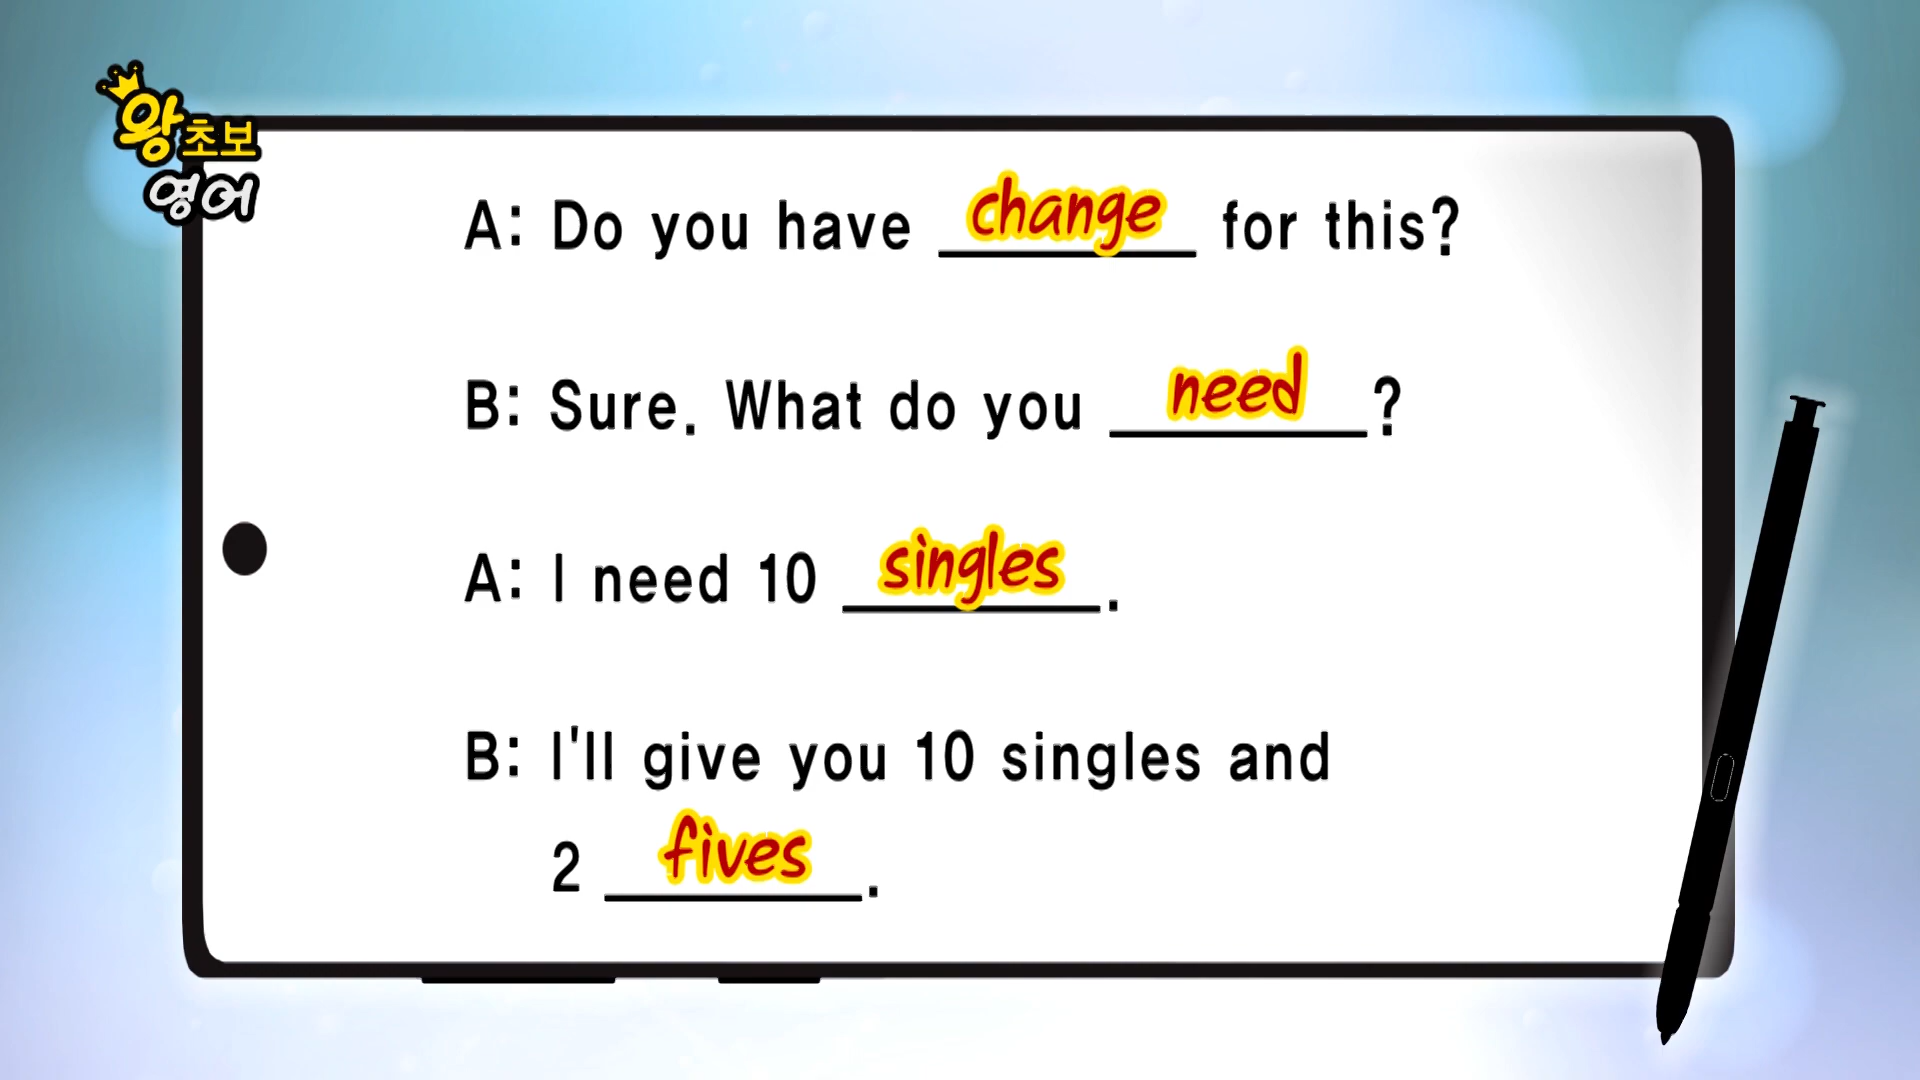 왕초보
영어
A: Do you have change for this?
B: Sure. What do you need?
A: I need 10 singles.
B: I'll give you 10 singles and
2 fives.